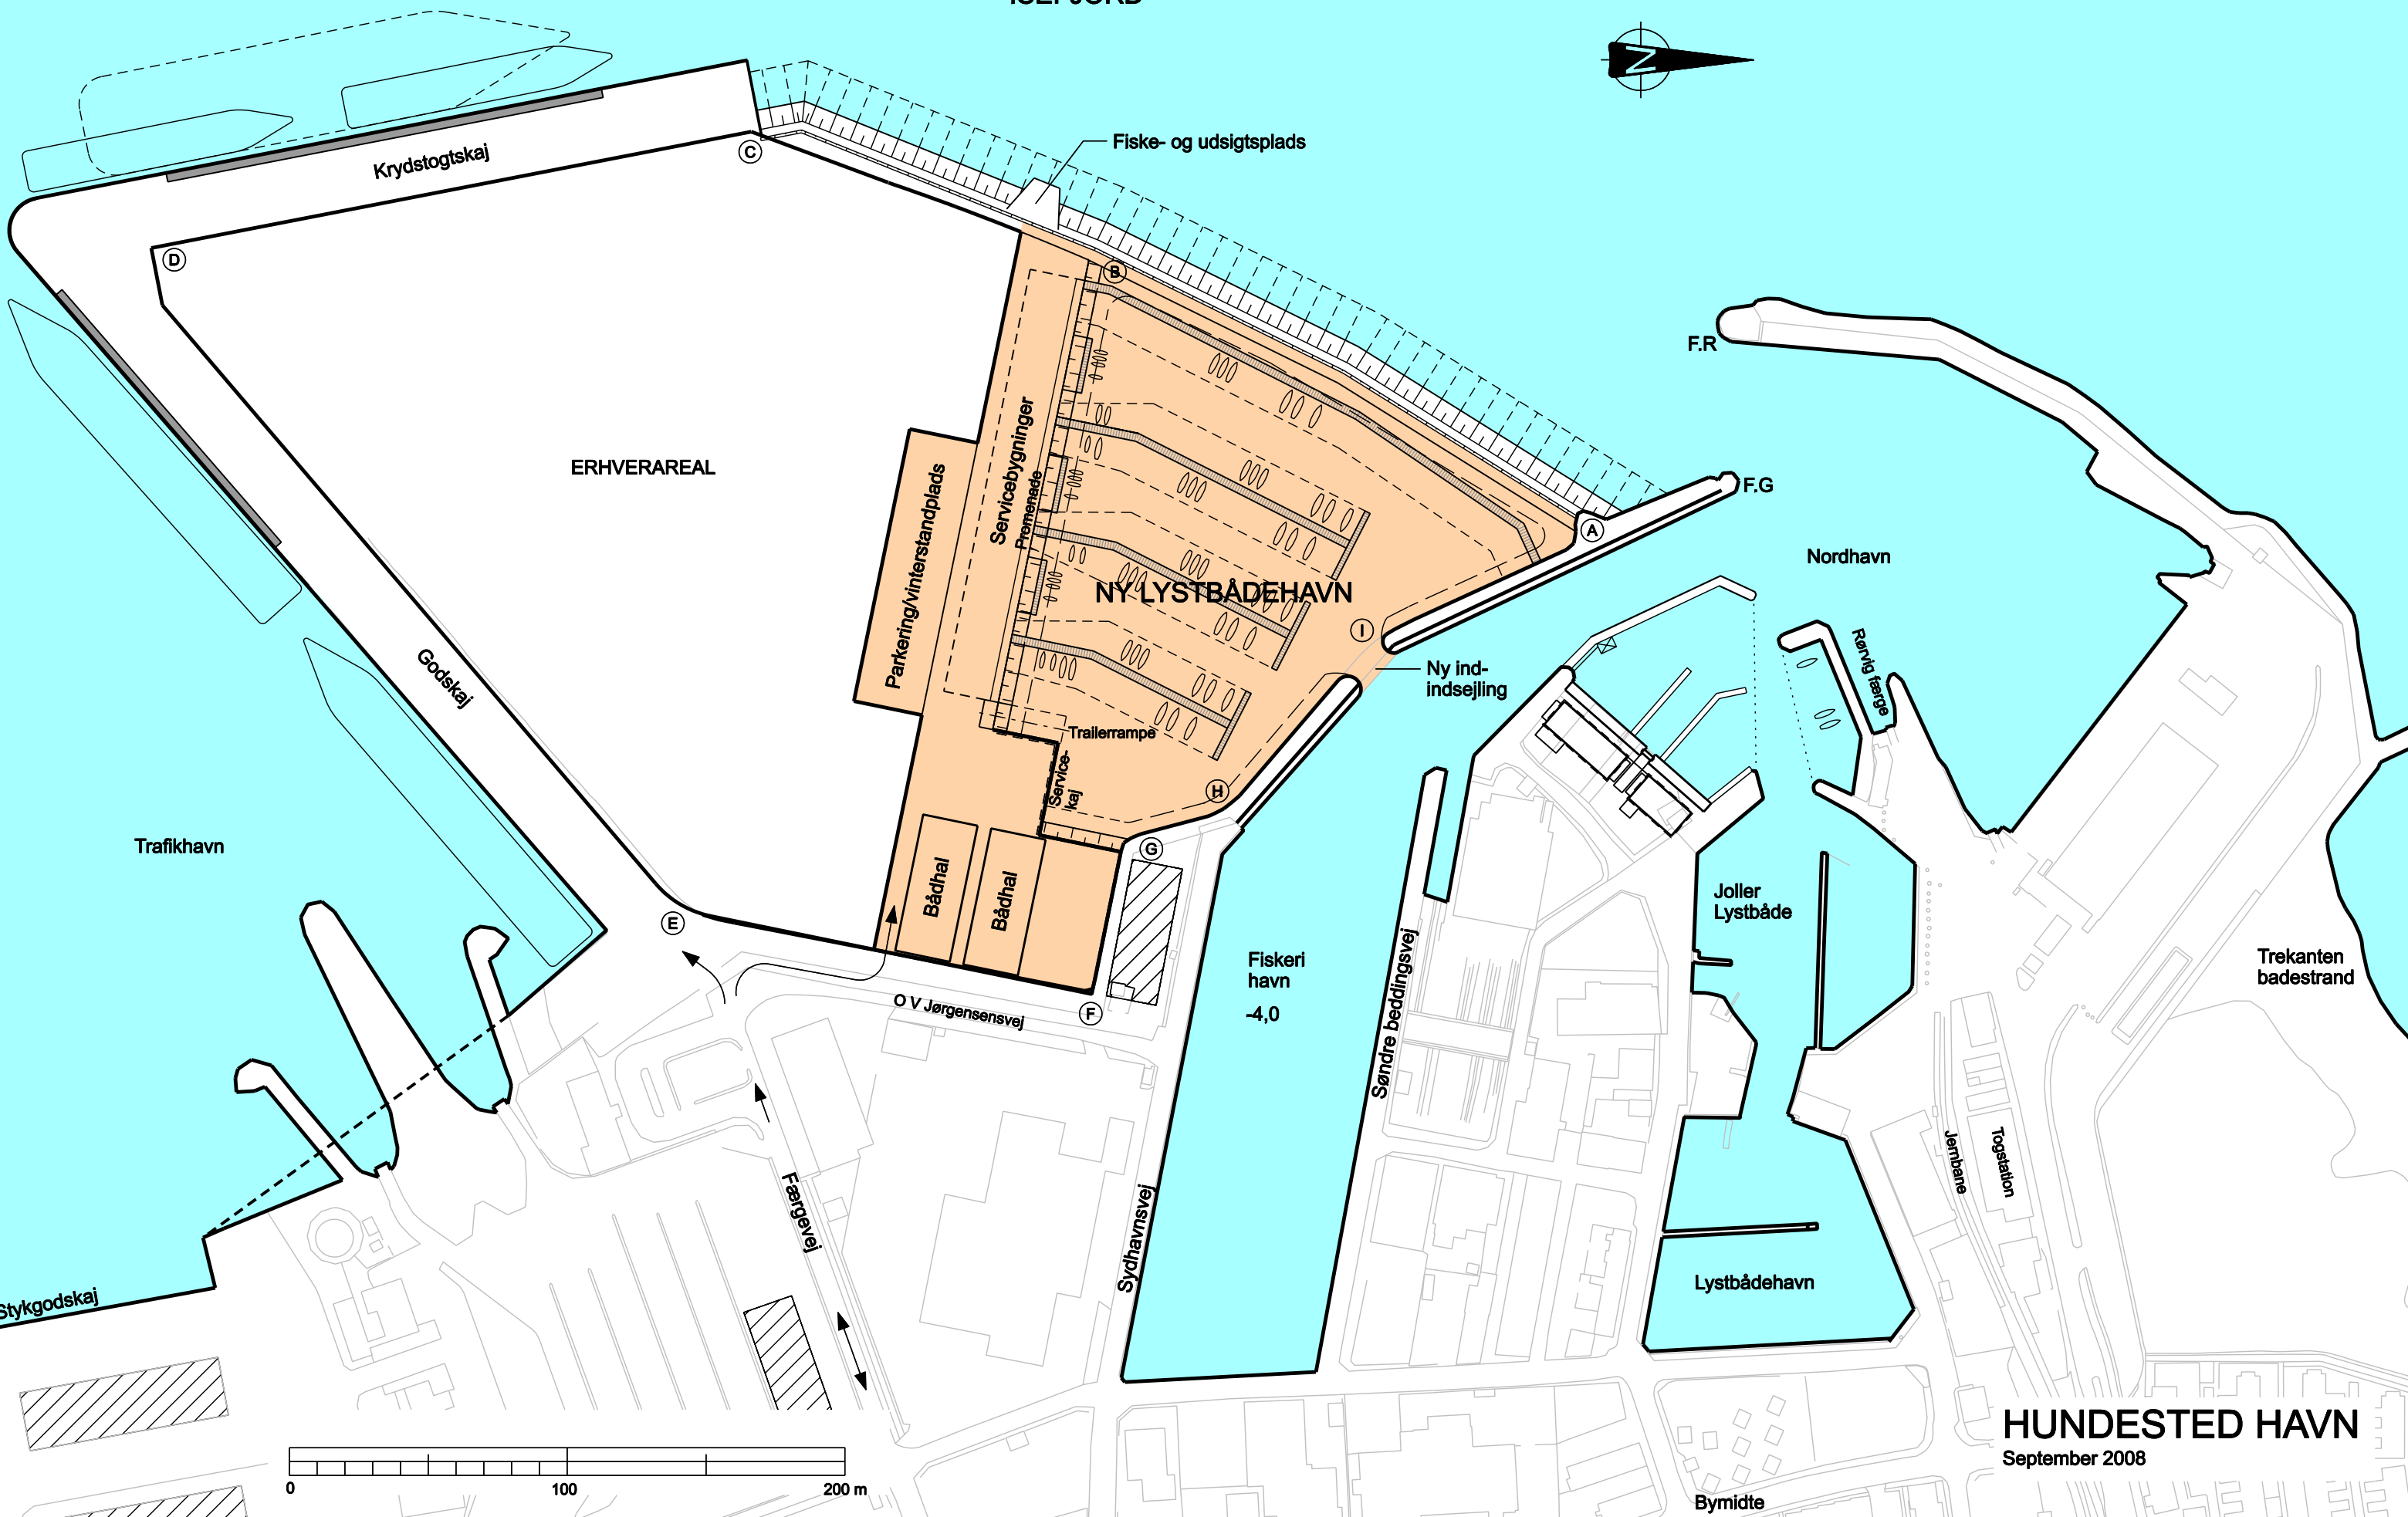 ISEFJORD
N
Fiske- og udsigtsplads
Krydstogtskaj
C
D
B
F.R
ERHVERAREAL
Servicebygninger
Promenade
Parkering/vinterstandplads
F.G
A
Nordhavn
NY LYSTBÅDEHAVN
I
Ny ind-
indsejling
Rørvig færge
Godskaj
Trailerrampe
Service-
kaj
H
Trafikhavn
G
Bådhal
Bådhal
E
Joller
Lystbåde
Fiskeri
havn
-4,0
Trekanten
badestrand
O V Jørgensensvej
F
Søndre beddingsvej
Færgevej
Sydhavnsvej
Jernbane
Togstation
Lystbådehavn
Stykgodskaj
HUNDESTED HAVN
September 2008
0
100
200 m
Bymidte